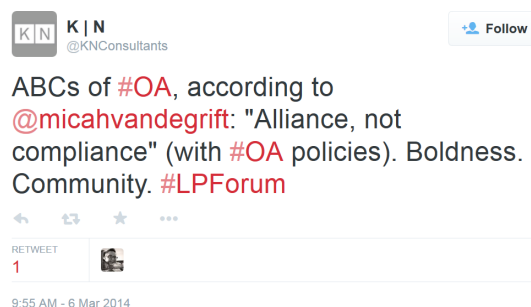 K|N
K | N
@KNConsultants
Follow
ABCs of #OA, according to
@micahvandegrift: "Alliance, not
compliance" (with #OA policies). Boldness.
Community. #LPForum
RETWEET
1
9:55 AM - 6 Mar 2014